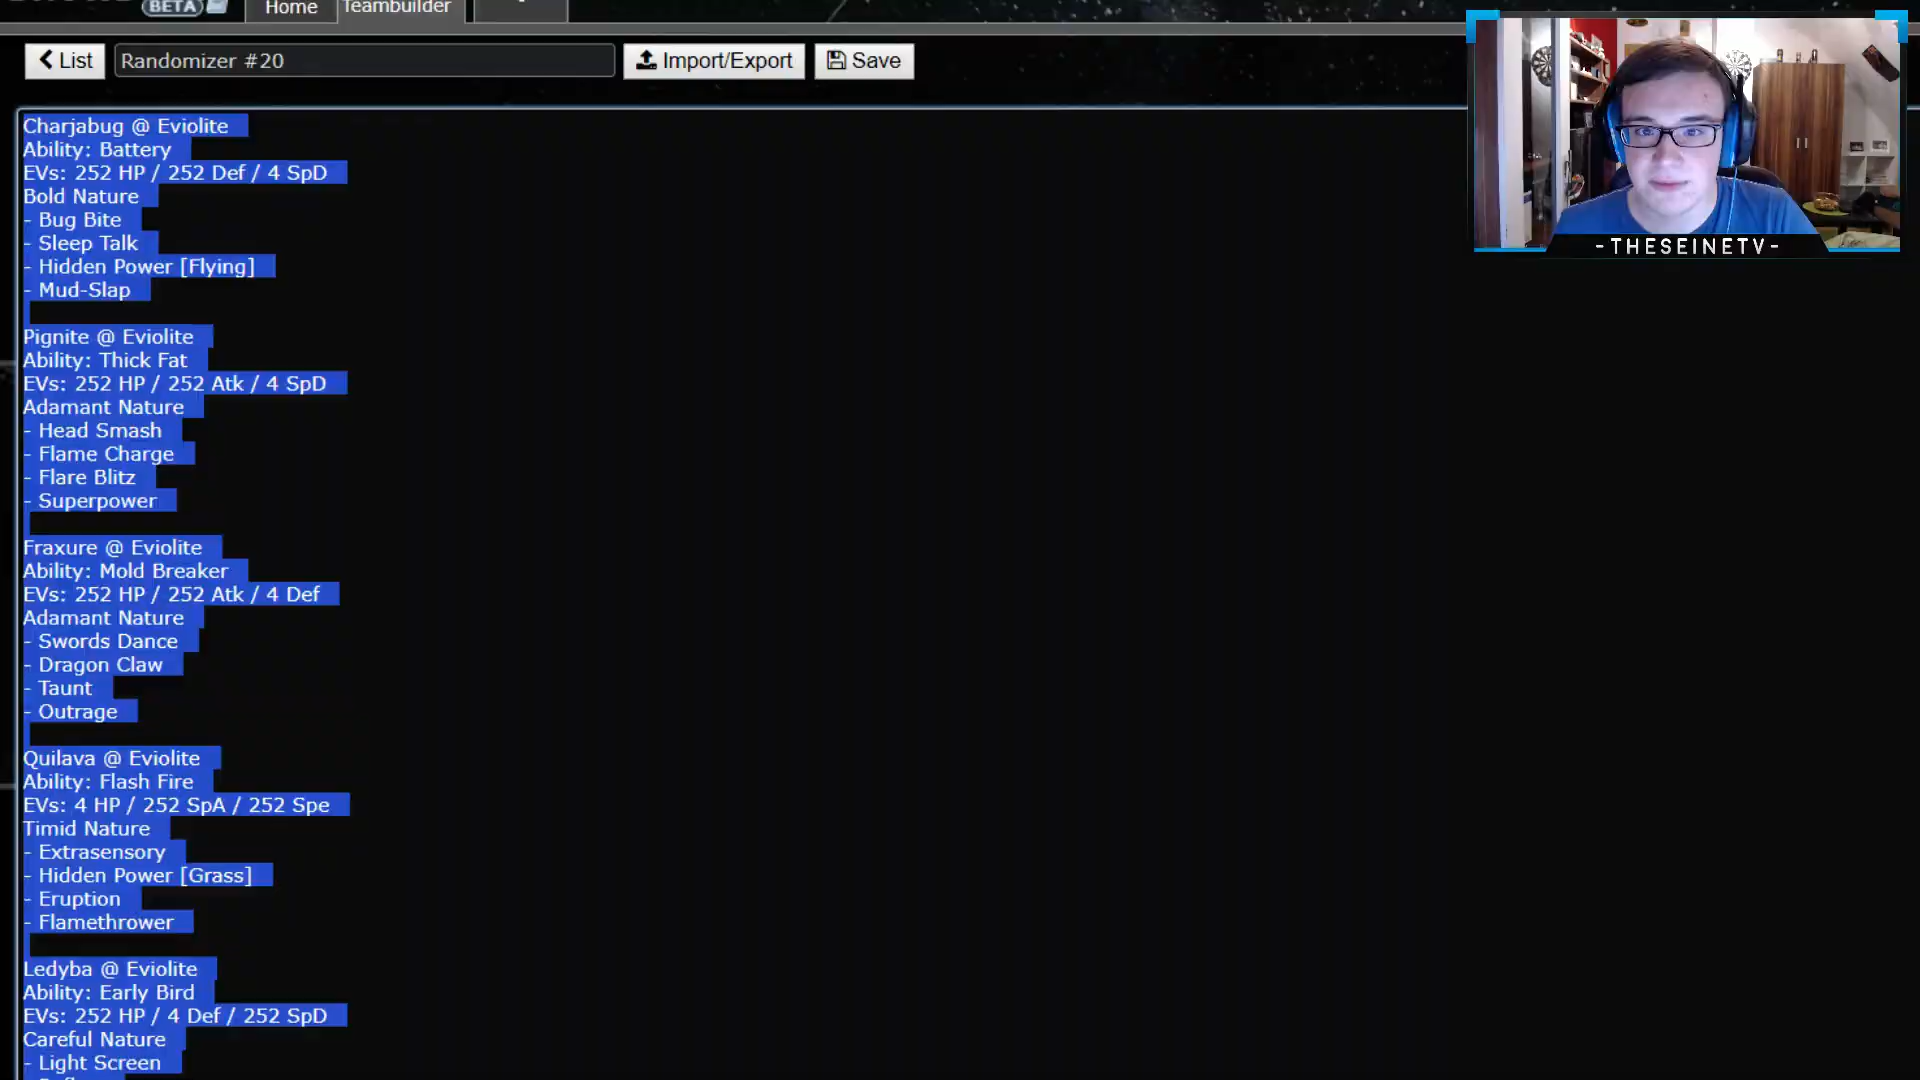 BETA
Home
Teambuilder
List
Randomizer #20
Import/Export
Save
Charjabug @ Eviolite
Ability: Battery
EVs: 252 HP / 252 Def / 4 SpD
Bold Nature
- Bug Bite
- Sleep Talk
- Hidden Power [Flying]
- Mud-Slap
Pignite @ Eviolite
Ability: Thick Fat
EVs: 252 HP / 252 Atk / 4 SpD
Adamant Nature
- Head Smash
- Flame Charge
- Flare Blitz
- Superpower
Fraxure @ Eviolite
Ability: Mold Breaker
EVs: 252 HP / 252 Atk / 4 Def
Adamant Nature
- Swords Dance
- Dragon Claw
- Taunt
- Outrage
Quilava @ Eviolite
Ability: Flash Fire
EVs: 4 HP / 252 SpA / 252 Spe
Timid Nature
- Extrasensory
- Hidden Power [Grass]
- Eruption
- Flamethrower
Ledyba @ Eviolite
Ability: Early Bird
EVs: 252 HP / 4 Def / 252 SpD
Careful Nature
- Light Screen
-THESEINETV-